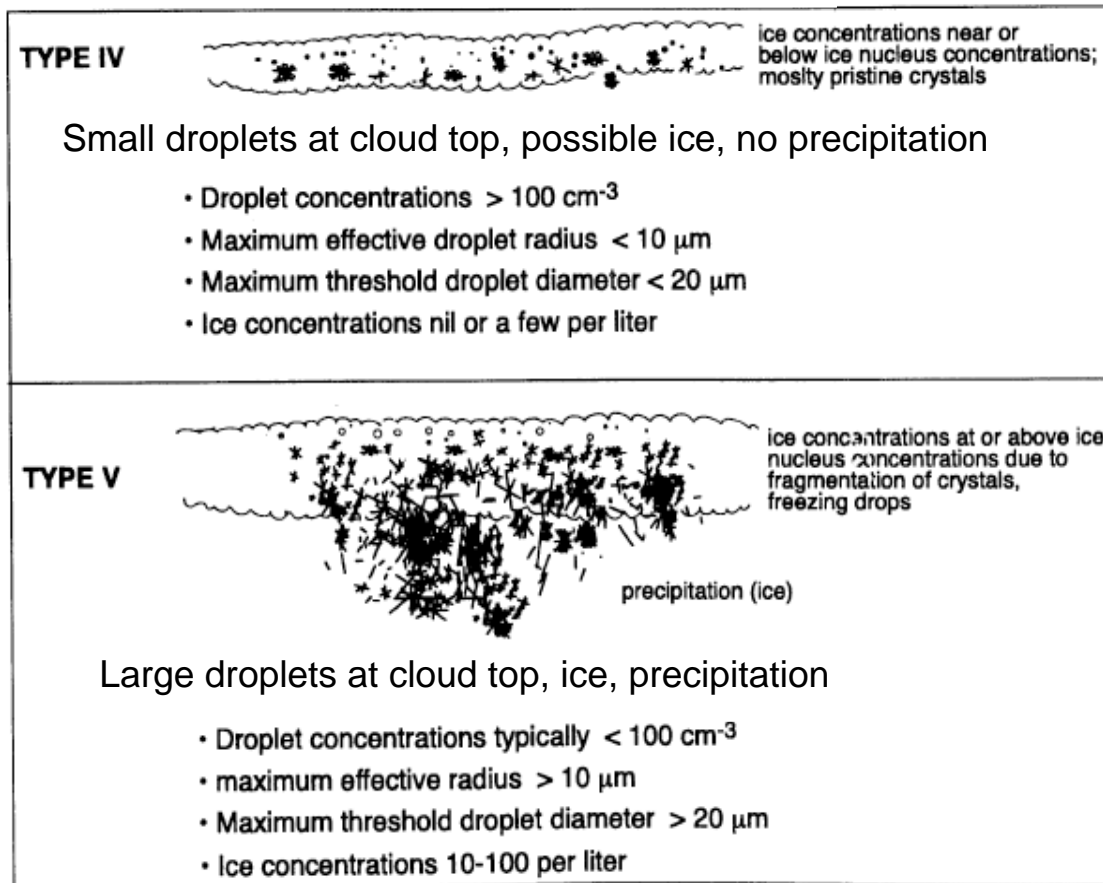 TYPE IV
ice concentrations near or
below ice nucleus concentrations;
moslty pristine crystals
Small droplets at cloud top, possible ice, no precipitation
• Droplet concentrations > 100 cm⁻³
• Maximum effective droplet radius < 10 µm
• Maximum threshold droplet diameter < 20 µm
• Ice concentrations nil or a few per liter
TYPE V
ice concentrations at or above ice
nucleus concentrations due to
fragmentation of crystals,
freezing drops
precipitation (ice)
Large droplets at cloud top, ice, precipitation
• Droplet concentrations typically < 100 cm⁻³
• maximum effective radius > 10 µm
• Maximum threshold droplet diameter > 20 µm
• Ice concentrations 10-100 per liter